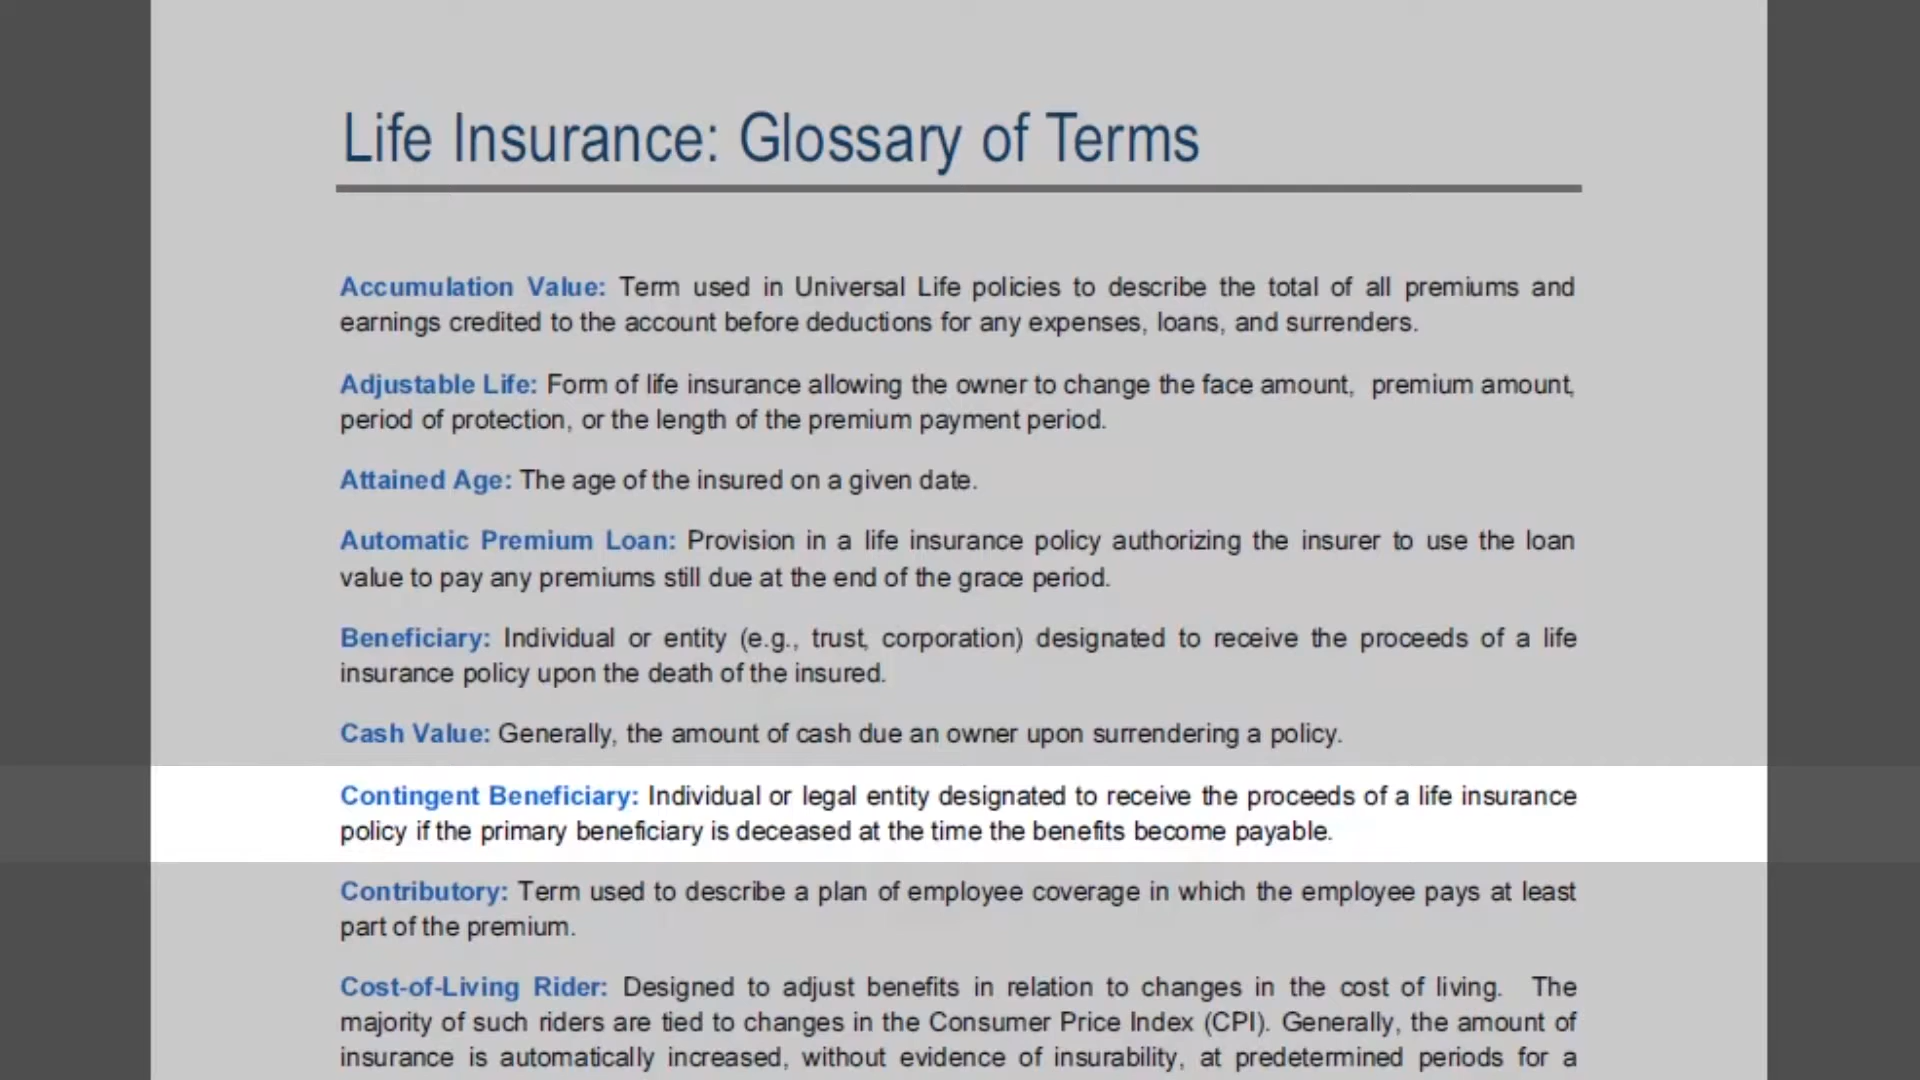 Life Insurance: Glossary of Terms
Accumulation Value: Term used in Universal Life policies to describe the total of all premiums and
earnings credited to the account before deductions for any expenses, loans, and surrenders.
Adjustable Life: Form of life insurance allowing the owner to change the face amount, premium amount,
period of protection, or the length of the premium payment period.
Attained Age: The age of the insured on a given date.
Automatic Premium Loan: Provision in a life insurance policy authorizing the insurer to use the loan
value to pay any premiums still due at the end of the grace period.
Beneficiary: Individual or entity (e.g., trust, corporation) designated to receive the proceeds of a life
insurance policy upon the death of the insured.
Cash Value: Generally, the amount of cash due an owner upon surrendering a policy.
Contingent Beneficiary: Individual or legal entity designated to receive the proceeds of a life insurance
policy if the primary beneficiary is deceased at the time the benefits become payable.
Contributory: Term used to describe a plan of employee coverage in which the employee pays at least
part of the premium.
Cost-of-Living Rider: Designed to adjust benefits in relation to changes in the cost of living. The
majority of such riders are tied to changes in the Consumer Price Index (CPI). Generally, the amount of
insurance is automatically increased, without evidence of insurability, at predetermined periods for a